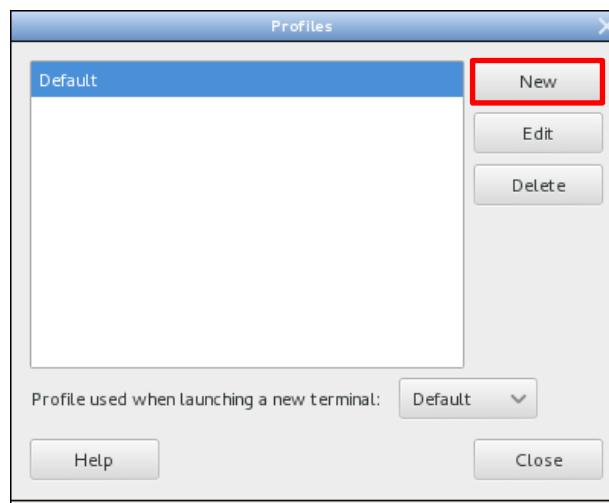 Profiles
Default
New
Edit
Delete
Profile used when launching a new terminal: Default
Help
Close